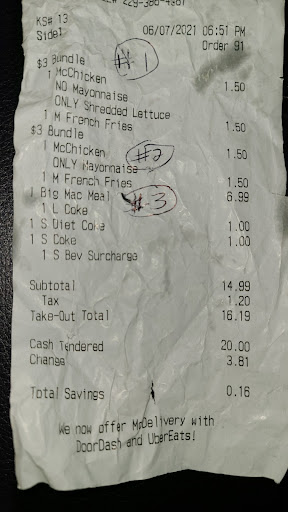 KS# 13 06/07/2021 06:51 PM
Side1 Order 91
$3 Bundle #1
1 McChicken 1.50
NO Mayonnaise
ONLY Shredded Lettuce
1 M French Fries 1.50
$3 Bundle
1 McChicken #2 1.50
ONLY Mayonnaise
1 M French Fries 1.50
1 Big Mac Meal #3 6.99
1 L Coke
1 S Diet Coke 1.00
1 S Coke 1.00
1 S Bev Surcharge
Subtotal 14.99
Tax 1.20
Take-Out Total 16.19
Cash Tendered 20.00
Change 3.81
Total Savings 0.16
We now offer McDelivery with
DoorDash and UberEats!